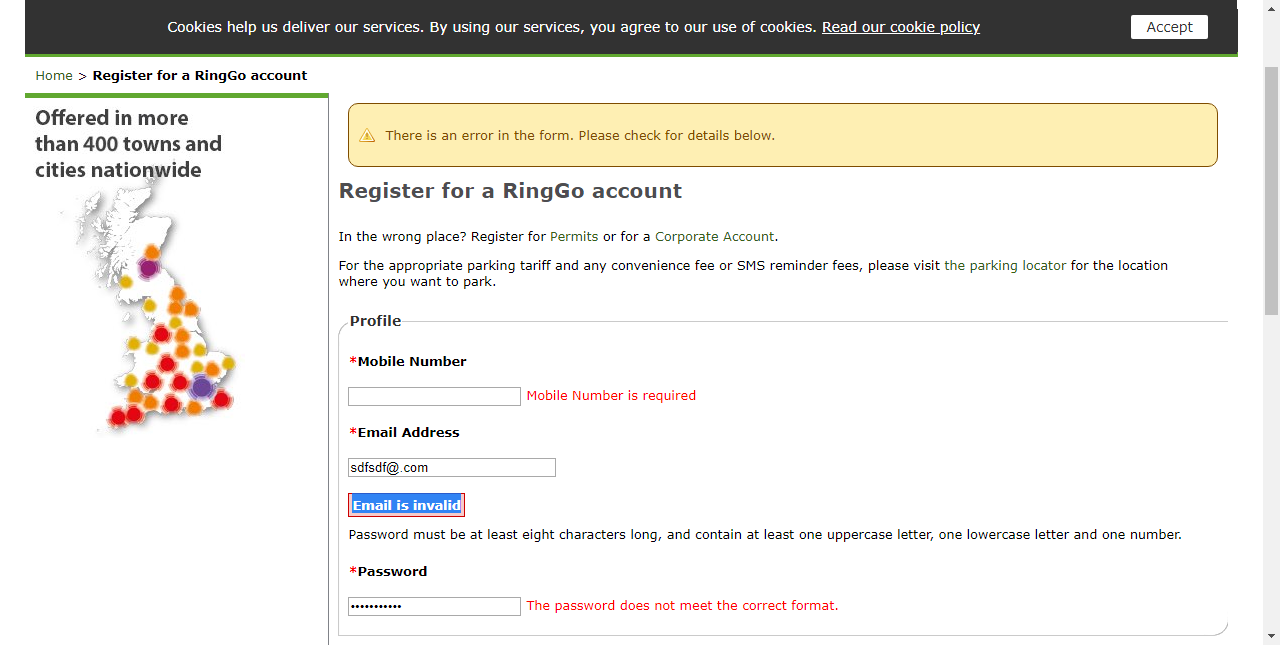 Cookies help us deliver our services. By using our services, you agree to our use of cookies. Read our cookie policy
Accept
Home > Register for a RingGo account
Offered in more
than 400 towns and
cities nationwide
There is an error in the form. Please check for details below.
Register for a RingGo account
In the wrong place? Register for Permits or for a Corporate Account.
For the appropriate parking tariff and any convenience fee or SMS reminder fees, please visit the parking locator for the location
where you want to park.
Profile
*Mobile Number
Mobile Number is required
*Email Address
sdfsdf@.com
Email is invalid
Password must be at least eight characters long, and contain at least one uppercase letter, one lowercase letter and one number.
*Password
•••••••••••
The password does not meet the correct format.